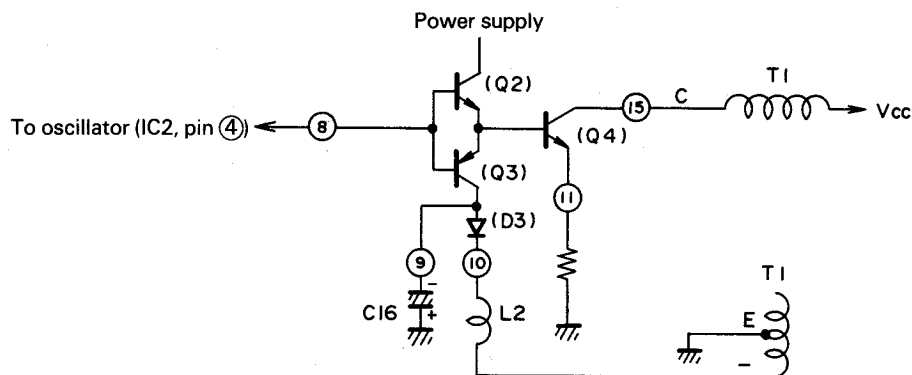 Power supply
(Q2)
T1
15
C
Vcc
To oscillator (IC2, pin ④)
8
(Q4)
(Q3)
11
(D3)
9
10
T1
-
C16
+
L2
E
-